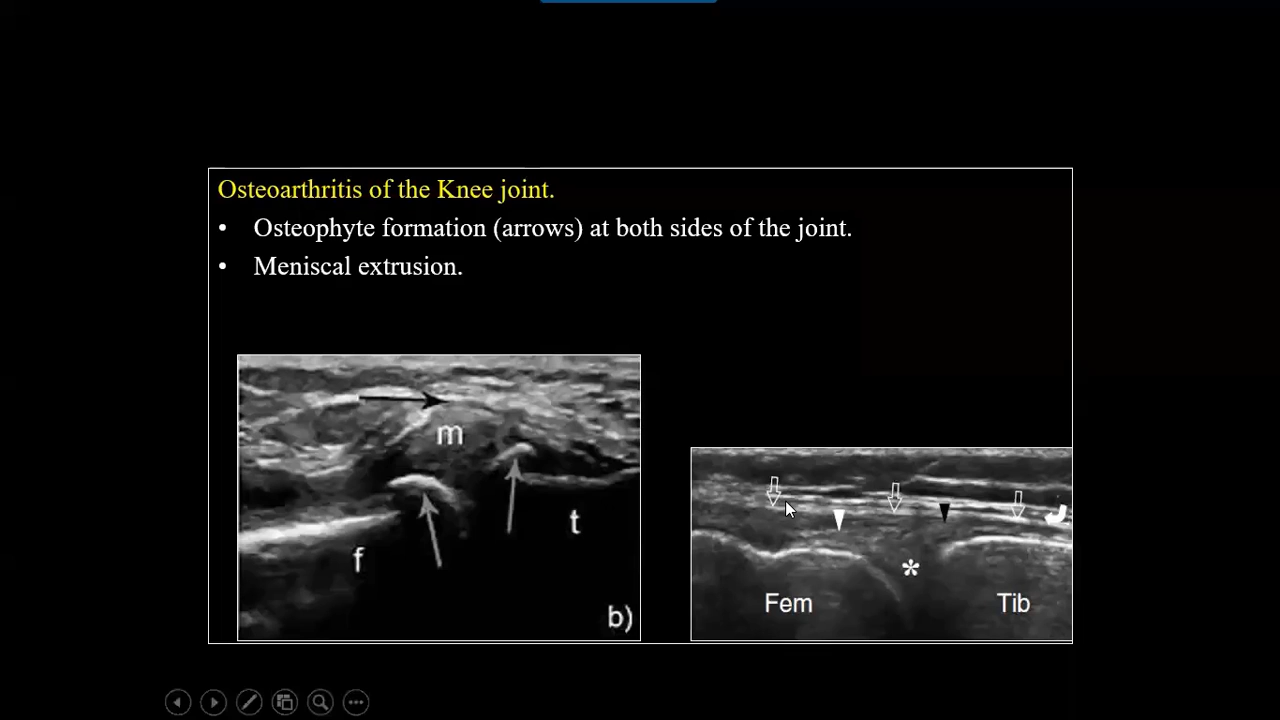 Osteoarthritis of the Knee joint.
• Osteophyte formation (arrows) at both sides of the joint.
• Meniscal extrusion.
m
f
t
b)
*
Fem
Tib